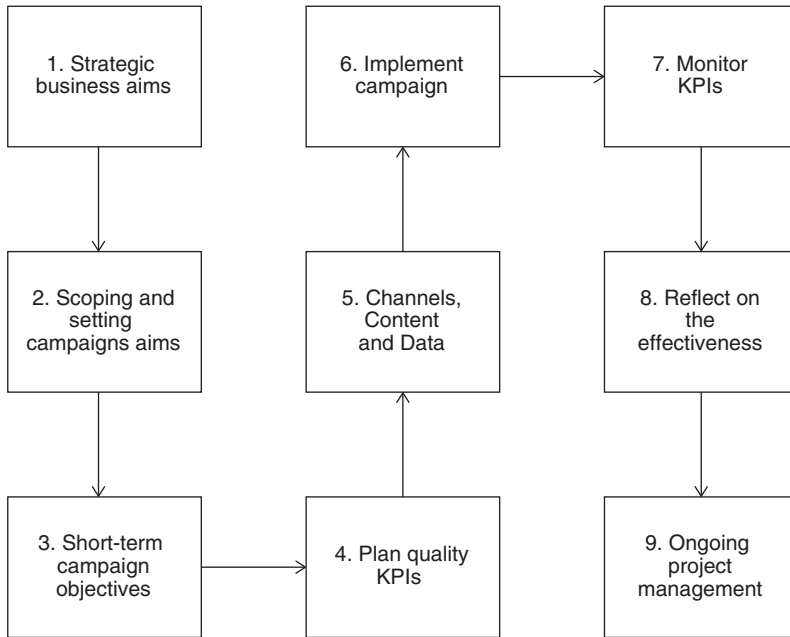 1. Strategic
business aims
2. Scoping and
setting
campaigns aims
3. Short-term
campaign
objectives
4. Plan quality
KPIs
5. Channels,
Content
and Data
6. Implement
campaign
7. Monitor
KPIs
8. Reflect on
the
effectiveness
9. Ongoing
project
management